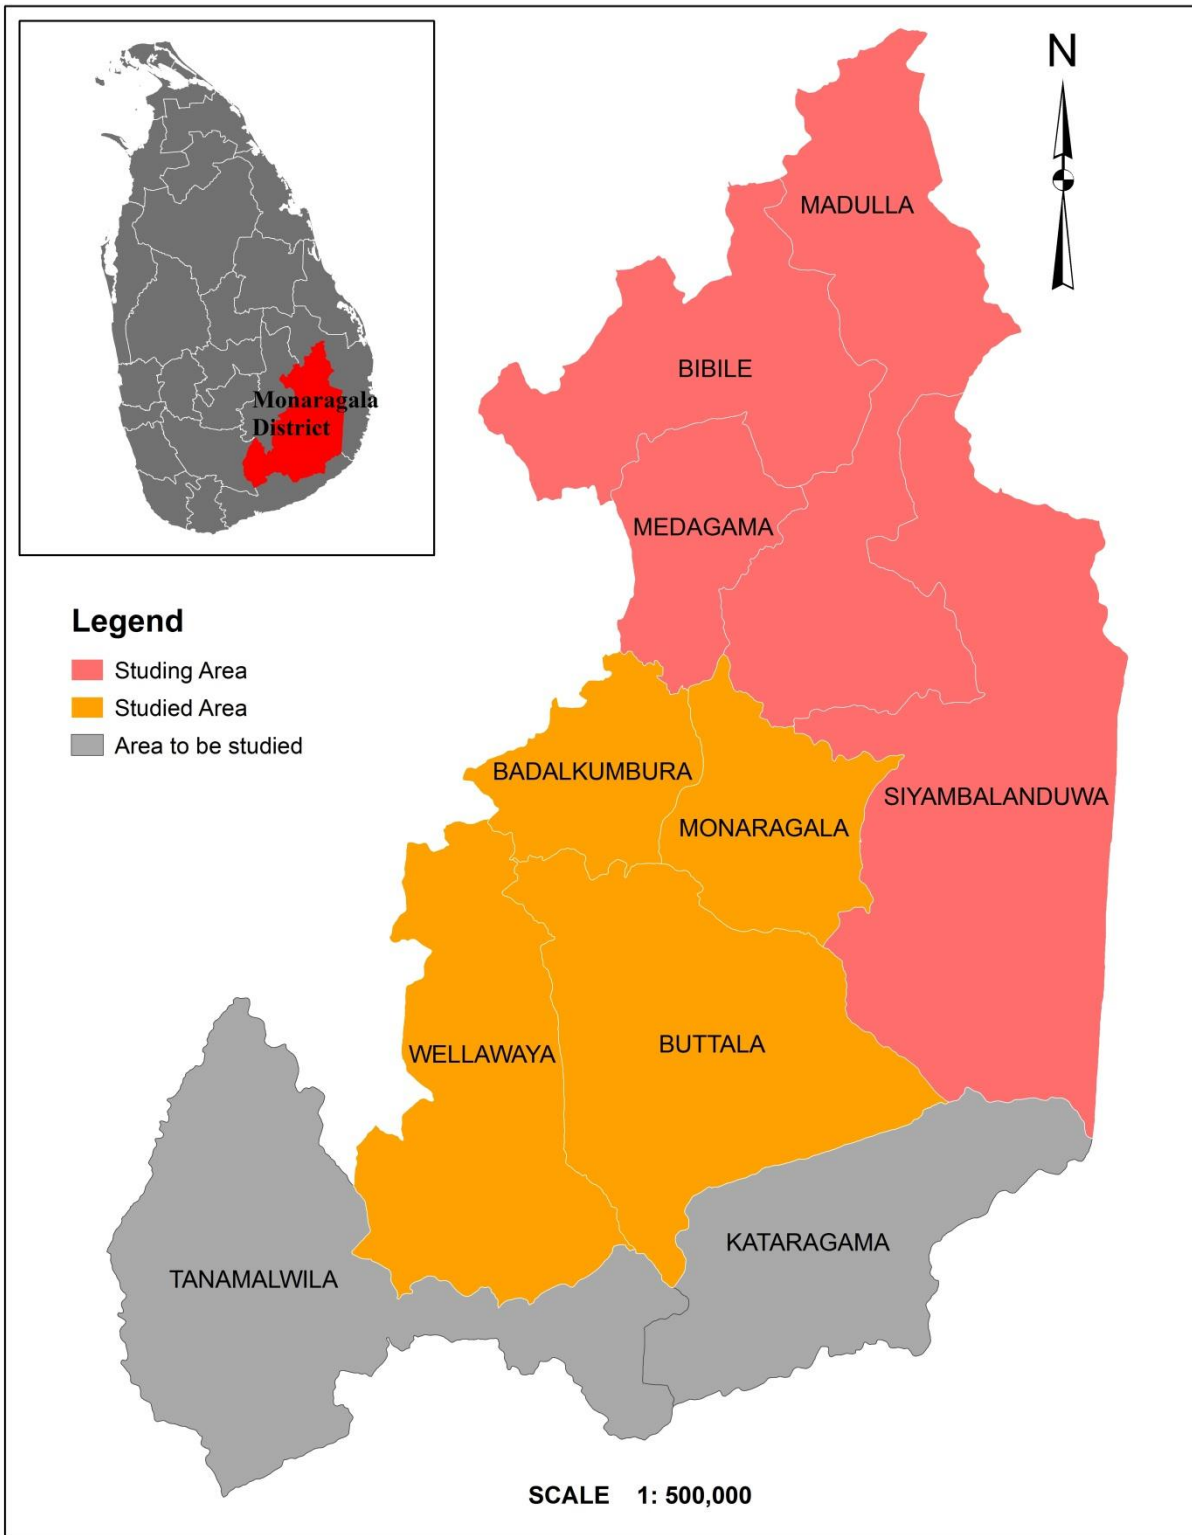 Monaragala
District
N
MADULLA
BIBILE
MEDAGAMA
Legend
Studing Area
Studied Area
Area to be studied
BADALKUMBURA
SIYAMBALANDUWA
MONARAGALA
BUTTALA
WELLAWAYA
KATARAGAMA
TANAMALWILA
SCALE 1: 500,000